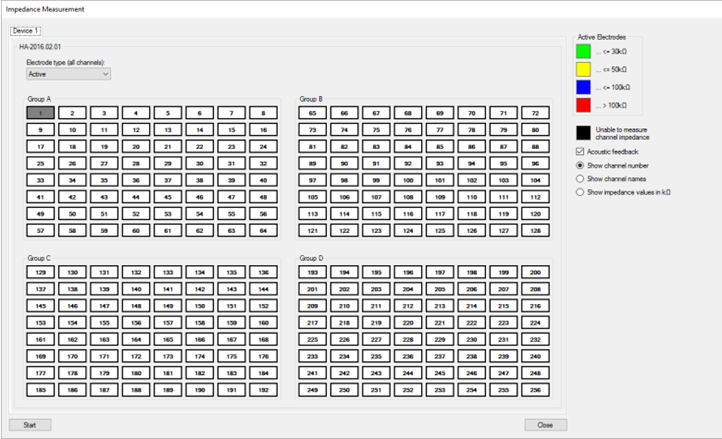 Impedance Measurement
Device 1
HA-2016.02.01
Electrode type (all channels):
Active
Group A
1 2 3 4 5 6 7 8
9 10 11 12 13 14 15 16
17 18 19 20 21 22 23 24
25 26 27 28 29 30 31 32
33 34 35 36 37 38 39 40
41 42 43 44 45 46 47 48
49 50 51 52 53 54 55 56
57 58 59 60 61 62 63 64
Group B
65 66 67 68 69 70 71 72
73 74 75 76 77 78 79 80
81 82 83 84 85 86 87 88
89 90 91 92 93 94 95 96
97 98 99 100 101 102 103 104
105 106 107 108 109 110 111 112
113 114 115 116 117 118 119 120
121 122 123 124 125 126 127 128
Group C
129 130 131 132 133 134 135 136
137 138 139 140 141 142 143 144
145 146 147 148 149 150 151 152
153 154 155 156 157 158 159 160
161 162 163 164 165 166 167 168
169 170 171 172 173 174 175 176
177 178 179 180 181 182 183 184
185 186 187 188 189 190 191 192
Group D
193 194 195 196 197 198 199 200
201 202 203 204 205 206 207 208
209 210 211 212 213 214 215 216
217 218 219 220 221 222 223 224
225 226 227 228 229 230 231 232
233 234 235 236 237 238 239 240
241 242 243 244 245 246 247 248
249 250 251 252 253 254 255 256
Active Electrodes
... <= 30kΩ
... <= 50kΩ
... <= 100kΩ
... > 100kΩ
Unable to measure
channel impedance
Acoustic feedback
Show channel number
Show channel names
Show impedance values in kΩ
Start
Close